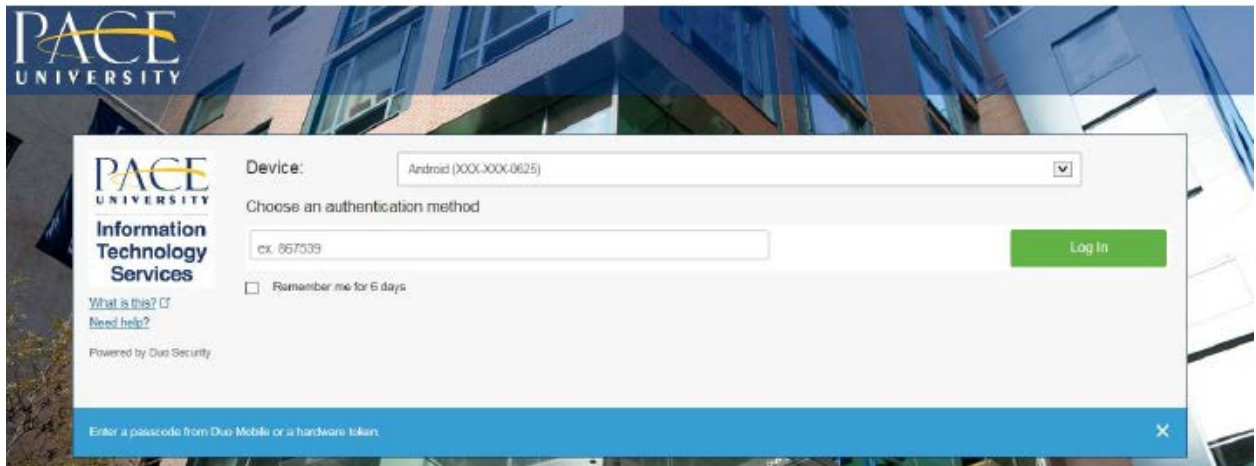 PACE
UNIVERSITY
PACE
UNIVERSITY
Information
Technology
Services
What is this?
Need help?
Powered by Duo Security
Device:
Android (XXX-XXX-0625)
Choose an authentication method
ex. 867539
Log In
Remember me for 6 days
Enter a passcode from Duo Mobile or a hardware token.